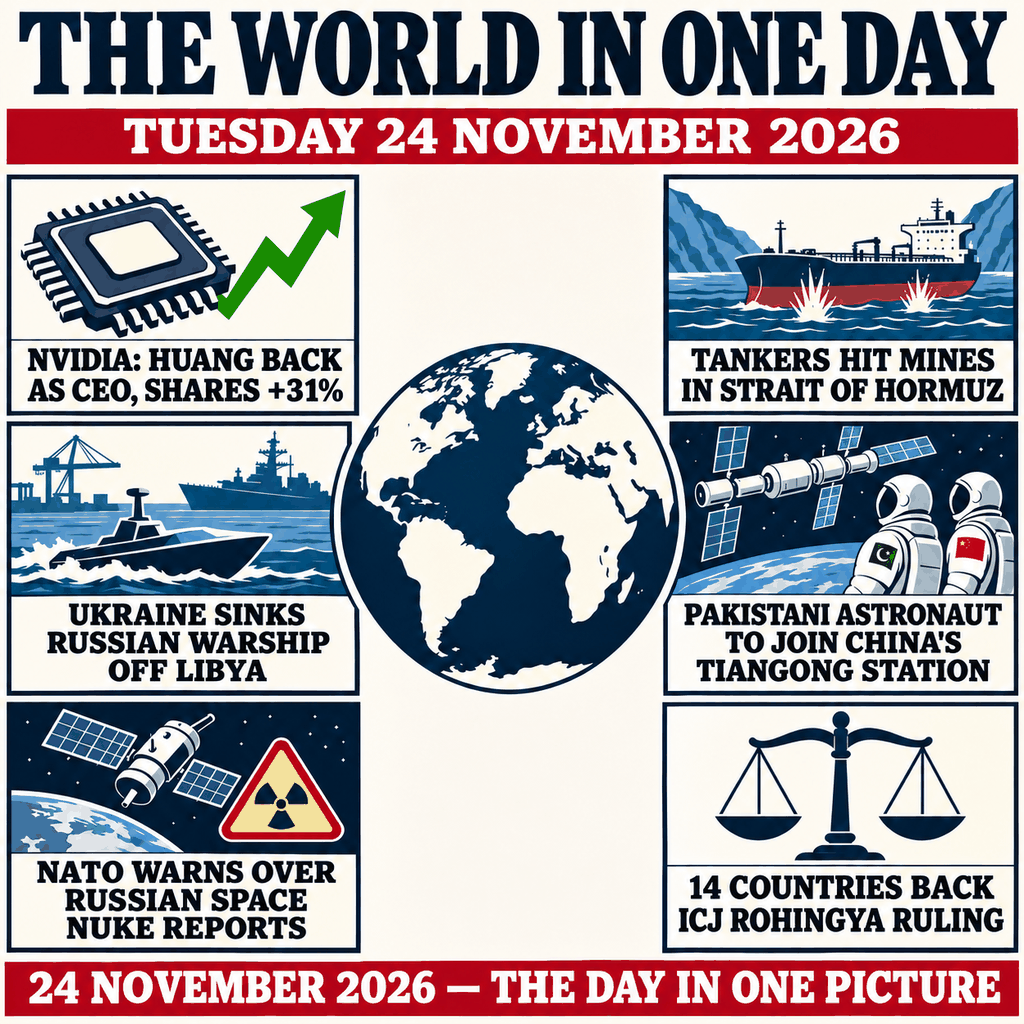 THE WORLD IN ONE DAY
TUESDAY 24 NOVEMBER 2026
NVIDIA: HUANG BACK
AS CEO, SHARES +31%
TANKERS HIT MINES
IN STRAIT OF HORMUZ
UKRAINE SINKS
RUSSIAN WARSHIP
OFF LIBYA
PAKISTANI ASTRONAUT
TO JOIN CHINA'S
TIANGONG STATION
NATO WARNS OVER
RUSSIAN SPACE
NUKE REPORTS
14 COUNTRIES BACK
ICJ ROHINGYA RULING
24 NOVEMBER 2026 — THE DAY IN ONE PICTURE